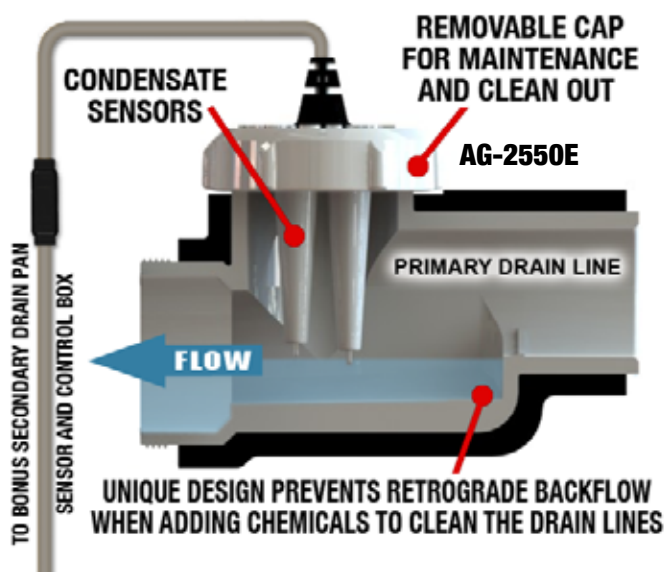 REMOVABLE CAP
FOR MAINTENANCE
AND CLEAN OUT
CONDENSATE
SENSORS
AG-2550E
PRIMARY DRAIN LINE
FLOW
TO BONUS SECONDARY DRAIN PAN
SENSOR AND CONTROL BOX
UNIQUE DESIGN PREVENTS RETROGRADE BACKFLOW
WHEN ADDING CHEMICALS TO CLEAN THE DRAIN LINES